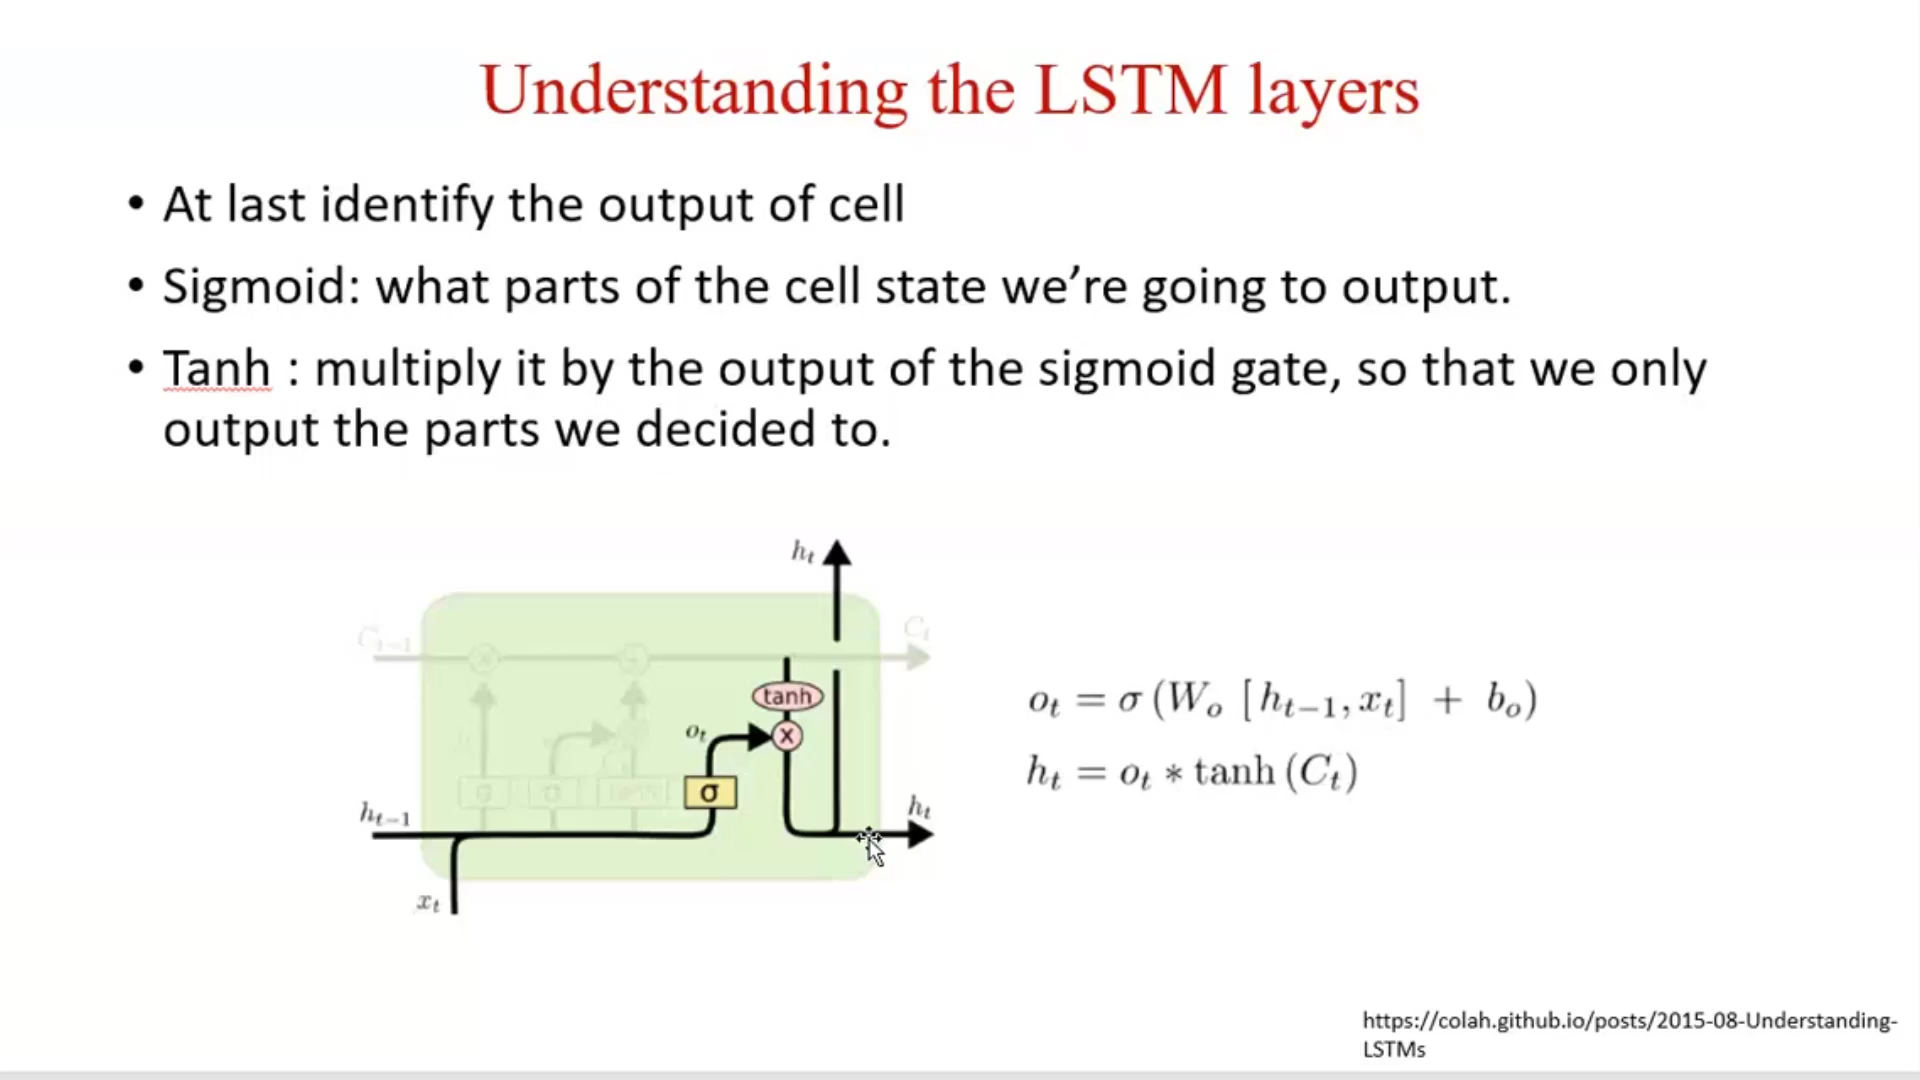 Understanding the LSTM layers
• At last identify the output of cell
• Sigmoid: what parts of the cell state we’re going to output.
• Tanh : multiply it by the output of the sigmoid gate, so that we only
output the parts we decided to.
hₜ
Cₜ₋₁
Cₜ
tanh
oₜ
x
σ
hₜ₋₁
hₜ
xₜ
oₜ = σ (Wₒ [hₜ₋₁, xₜ] + bₒ)
hₜ = oₜ * tanh (Cₜ)
https://colah.github.io/posts/2015-08-Understanding-
LSTMs